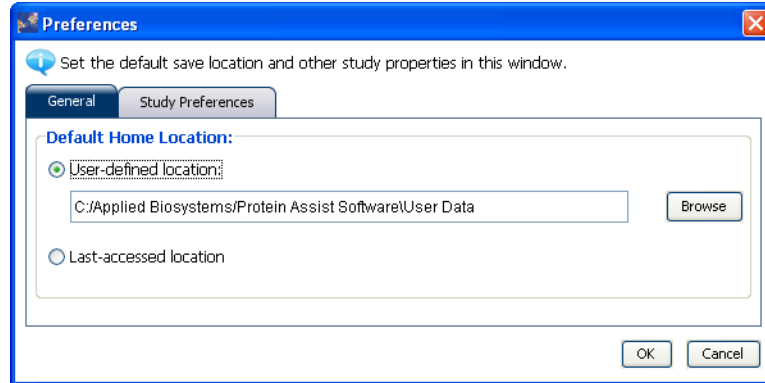 Preferences
Set the default save location and other study properties in this window.
General
Study Preferences
Default Home Location:
User-defined location:
C:/Applied Biosystems/Protein Assist Software\User Data
Browse
Last-accessed location
OK
Cancel